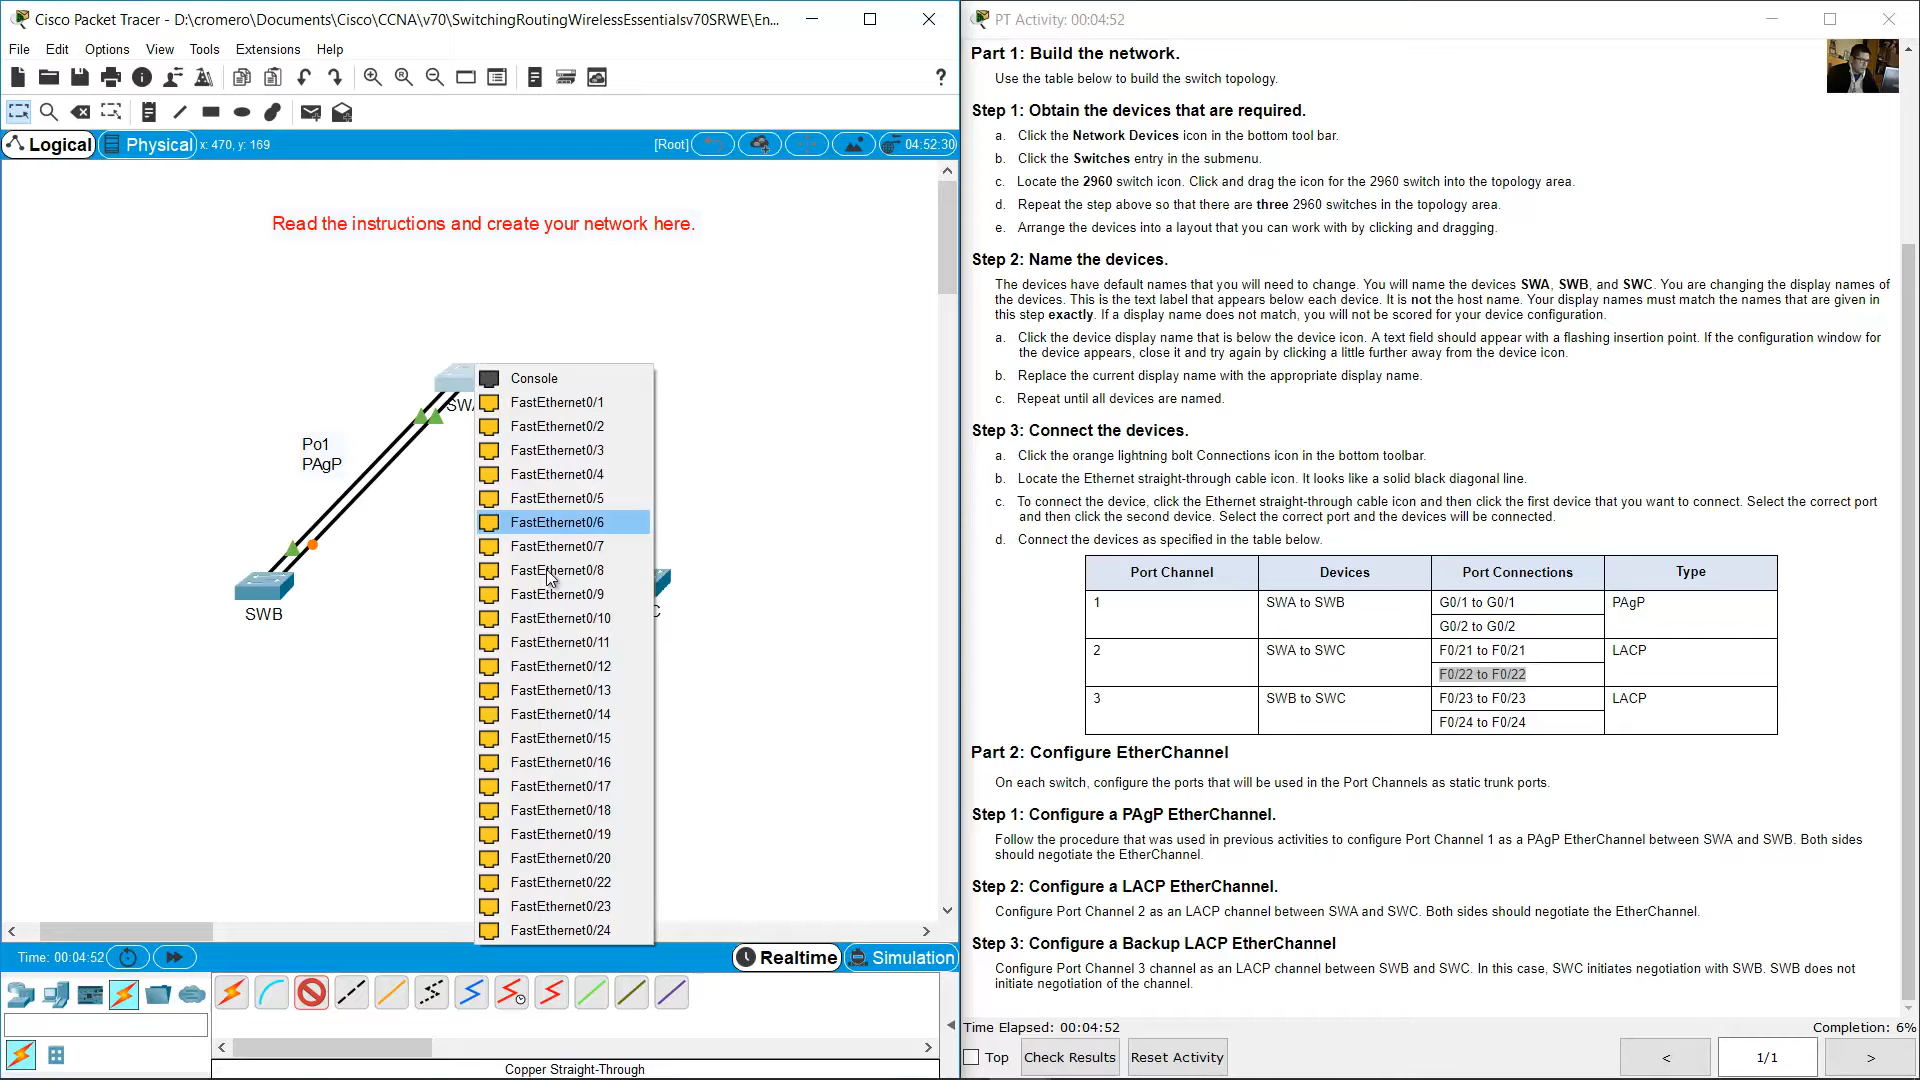 Cisco Packet Tracer - D:\cromero\Documents\Cisco\CCNA\v70\SwitchingRoutingWirelessEssentialsv70SRWE\En...
File Edit Options View Tools Extensions Help
?
Logical Physical x: 470, y: 169 [Root] 04:52:30
Read the instructions and create your network here.
SWA
Po1
PAgP
SWB
C
Console
FastEthernet0/1
FastEthernet0/2
FastEthernet0/3
FastEthernet0/4
FastEthernet0/5
FastEthernet0/6
FastEthernet0/7
FastEthernet0/8
FastEthernet0/9
FastEthernet0/10
FastEthernet0/11
FastEthernet0/12
FastEthernet0/13
FastEthernet0/14
FastEthernet0/15
FastEthernet0/16
FastEthernet0/17
FastEthernet0/18
FastEthernet0/19
FastEthernet0/20
FastEthernet0/22
FastEthernet0/23
FastEthernet0/24
Time: 00:04:52 Realtime Simulation
Copper Straight-Through
PT Activity: 00:04:52
Part 1: Build the network.
Use the table below to build the switch topology.
Step 1: Obtain the devices that are required.
a. Click the Network Devices icon in the bottom tool bar.
b. Click the Switches entry in the submenu.
c. Locate the 2960 switch icon. Click and drag the icon for the 2960 switch into the topology area.
d. Repeat the step above so that there are three 2960 switches in the topology area.
e. Arrange the devices into a layout that you can work with by clicking and dragging.
Step 2: Name the devices.
The devices have default names that you will need to change. You will name the devices SWA, SWB, and SWC. You are changing the display names of
the devices. This is the text label that appears below each device. It is not the host name. Your display names must match the names that are given in
this step exactly. If a display name does not match, you will not be scored for your device configuration.
a. Click the device display name that is below the device icon. A text field should appear with a flashing insertion point. If the configuration window for
the device appears, close it and try again by clicking a little further away from the device icon.
b. Replace the current display name with the appropriate display name.
c. Repeat until all devices are named.
Step 3: Connect the devices.
a. Click the orange lightning bolt Connections icon in the bottom toolbar.
b. Locate the Ethernet straight-through cable icon. It looks like a solid black diagonal line.
c. To connect the device, click the Ethernet straight-through cable icon and then click the first device that you want to connect. Select the correct port
and then click the second device. Select the correct port and the devices will be connected.
d. Connect the devices as specified in the table below.
Port Channel Devices Port Connections Type
1 SWA to SWB G0/1 to G0/1 PAgP
G0/2 to G0/2
2 SWA to SWC F0/21 to F0/21 LACP
F0/22 to F0/22
3 SWB to SWC F0/23 to F0/23 LACP
F0/24 to F0/24
Part 2: Configure EtherChannel
On each switch, configure the ports that will be used in the Port Channels as static trunk ports.
Step 1: Configure a PAgP EtherChannel.
Follow the procedure that was used in previous activities to configure Port Channel 1 as a PAgP EtherChannel between SWA and SWB. Both sides
should negotiate the EtherChannel.
Step 2: Configure a LACP EtherChannel.
Configure Port Channel 2 as an LACP channel between SWA and SWC. Both sides should negotiate the EtherChannel.
Step 3: Configure a Backup LACP EtherChannel
Configure Port Channel 3 channel as an LACP channel between SWB and SWC. In this case, SWC initiates negotiation with SWB. SWB does not
initiate negotiation of the channel.
Time Elapsed: 00:04:52 Completion: 6%
Top Check Results Reset Activity < 1/1 >